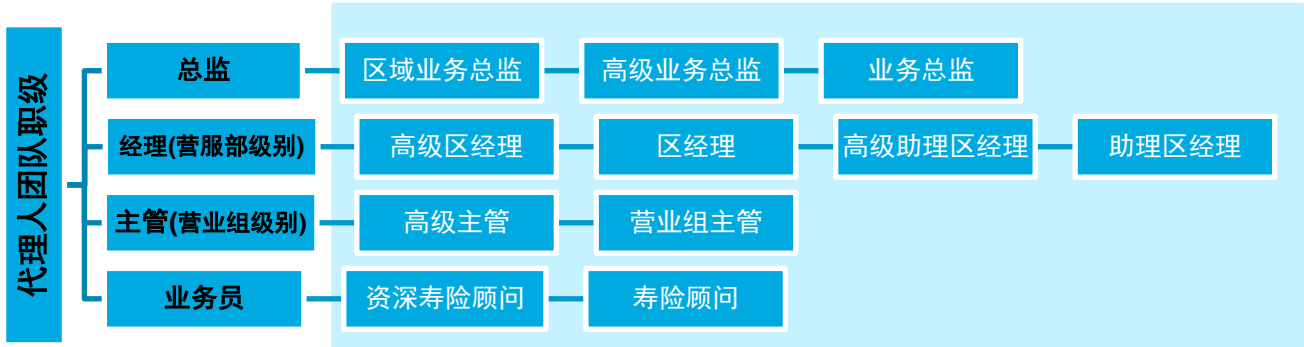 代理人团队职级
总监
区域业务总监
高级业务总监
业务总监
经理(营服部级别)
高级区经理
区经理
高级助理区经理
助理区经理
主管(营业组级别)
高级主管
营业组主管
业务员
资深寿险顾问
寿险顾问